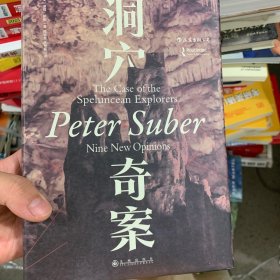 洞穴
The Case of the
Speluncean Explorers
Peter Suber
Nine New Opinions
奇案